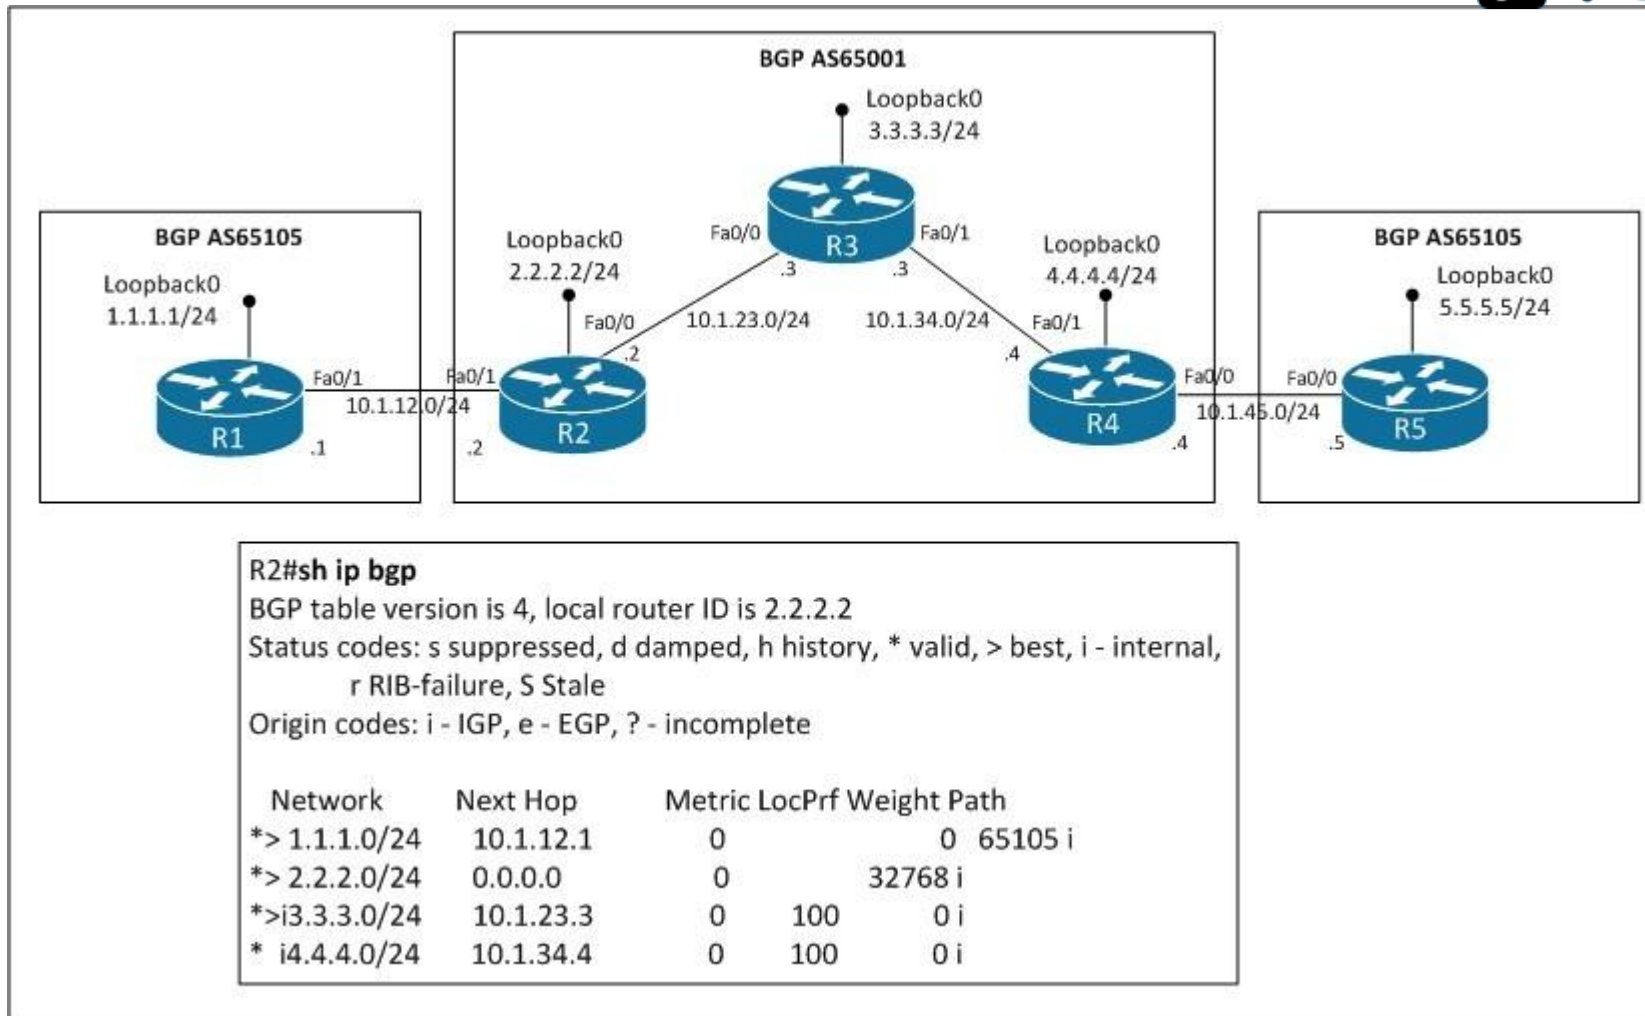 BGP AS65001
Loopback0
3.3.3.3/24
Fa0/0
R3
Fa0/1
.3
.3
BGP AS65105
Loopback0
1.1.1.1/24
Fa0/1
10.1.12.0/24
R1
.1
Loopback0
2.2.2.2/24
Fa0/0
.2
Fa0/1
R2
.2
10.1.23.0/24
10.1.34.0/24
Loopback0
4.4.4.4/24
Fa0/1
.4
R4
Fa0/0
.4
10.1.45.0/24
BGP AS65105
Loopback0
5.5.5.5/24
Fa0/0
R5
.5
R2#sh ip bgp
BGP table version is 4, local router ID is 2.2.2.2
Status codes: s suppressed, d damped, h history, * valid, > best, i - internal,
r RIB-failure, S Stale
Origin codes: i - IGP, e - EGP, ? - incomplete
Network Next Hop Metric LocPrf Weight Path
*> 1.1.1.0/24 10.1.12.1 0 0 65105 i
*> 2.2.2.0/24 0.0.0.0 0 32768 i
*>i3.3.3.0/24 10.1.23.3 0 100 0 i
* i4.4.4.0/24 10.1.34.4 0 100 0 i